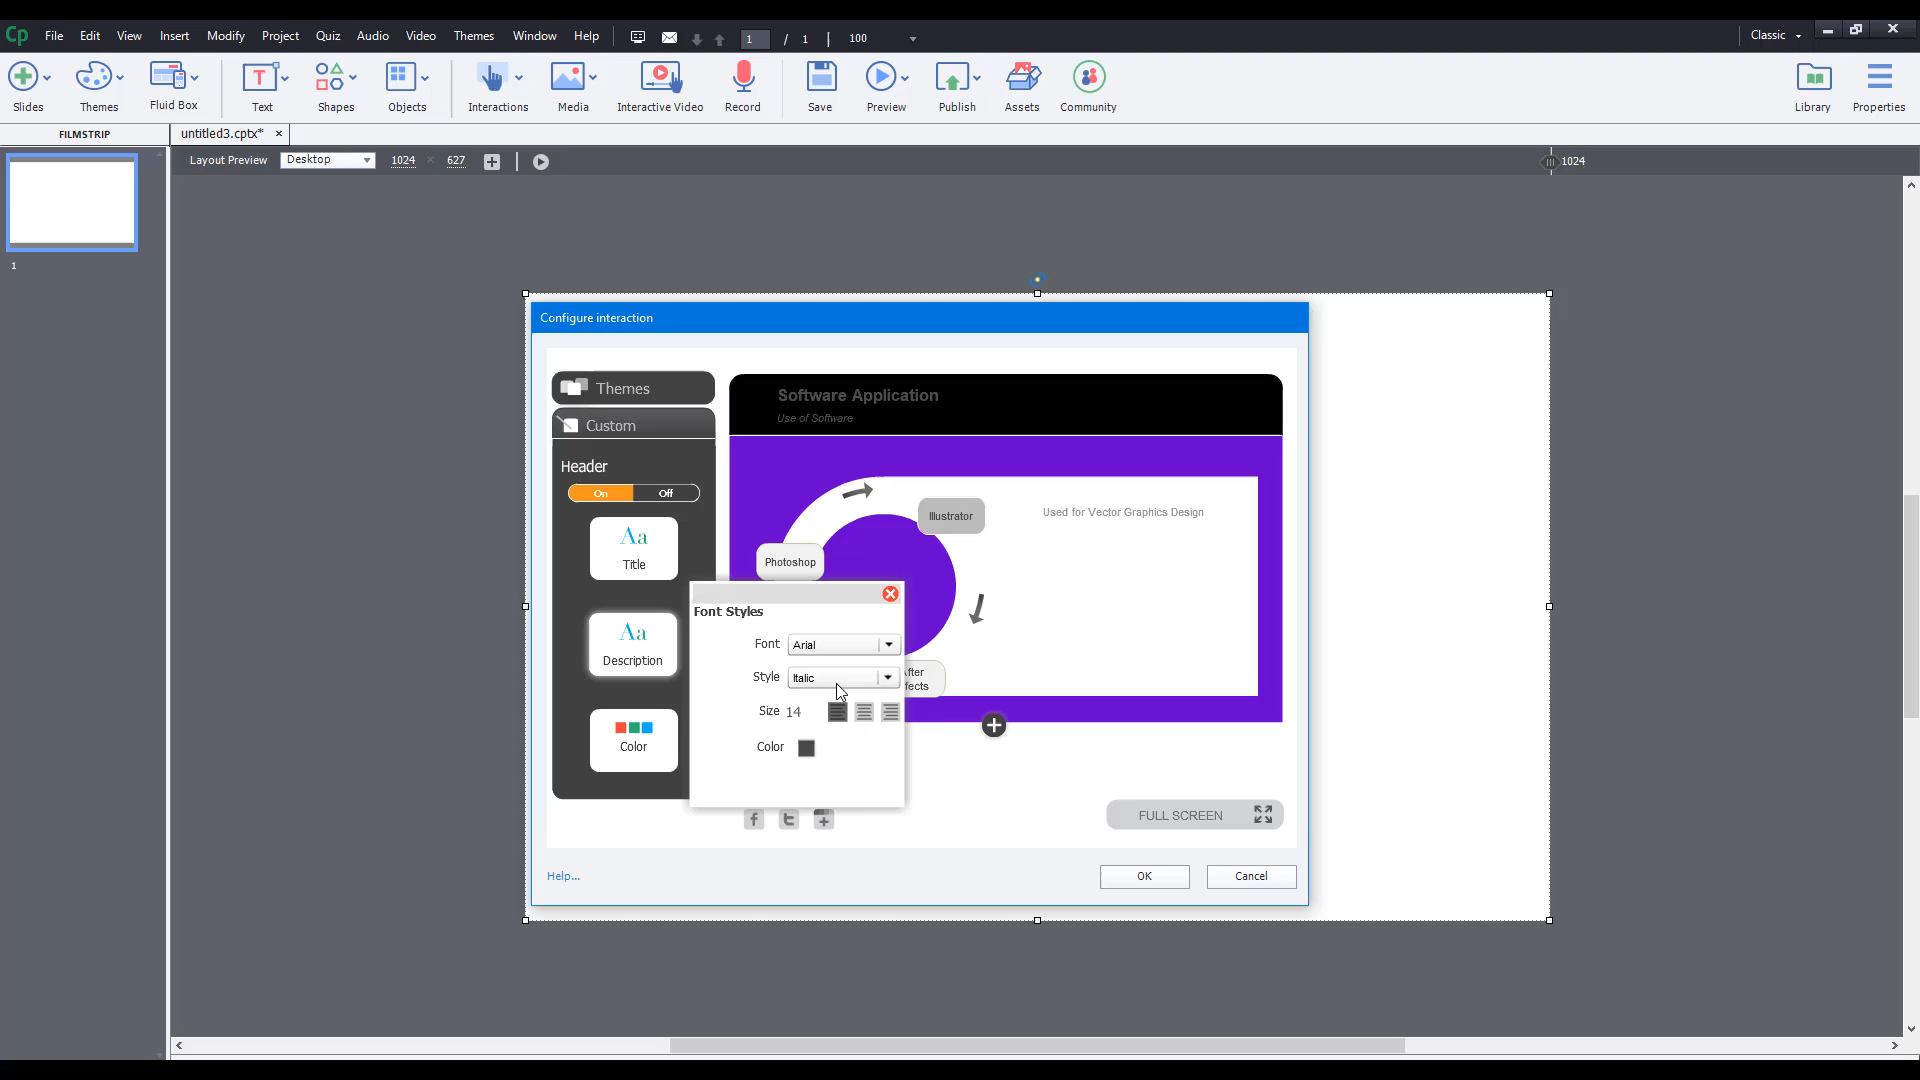 Cp File Edit View Insert Modify Project Quiz Audio Video Themes Window Help 1 / 1 100 Classic
Slides Themes Fluid Box Text Shapes Objects Interactions Media Interactive Video Record Save Preview Publish Assets Community Library Properties
FILMSTRIP untitled3.cptx* ×
Layout Preview Desktop 1024 × 627 1024
1
Configure interaction
Themes
Custom
Header
On Off
Aa
Title
Aa
Description
Color
Software Application
Use of Software
Illustrator
Used for Vector Graphics Design
Photoshop
Font Styles
Font Arial
Style Italic
Size 14
Color
fter
fects
FULL SCREEN
Help...
OK
Cancel